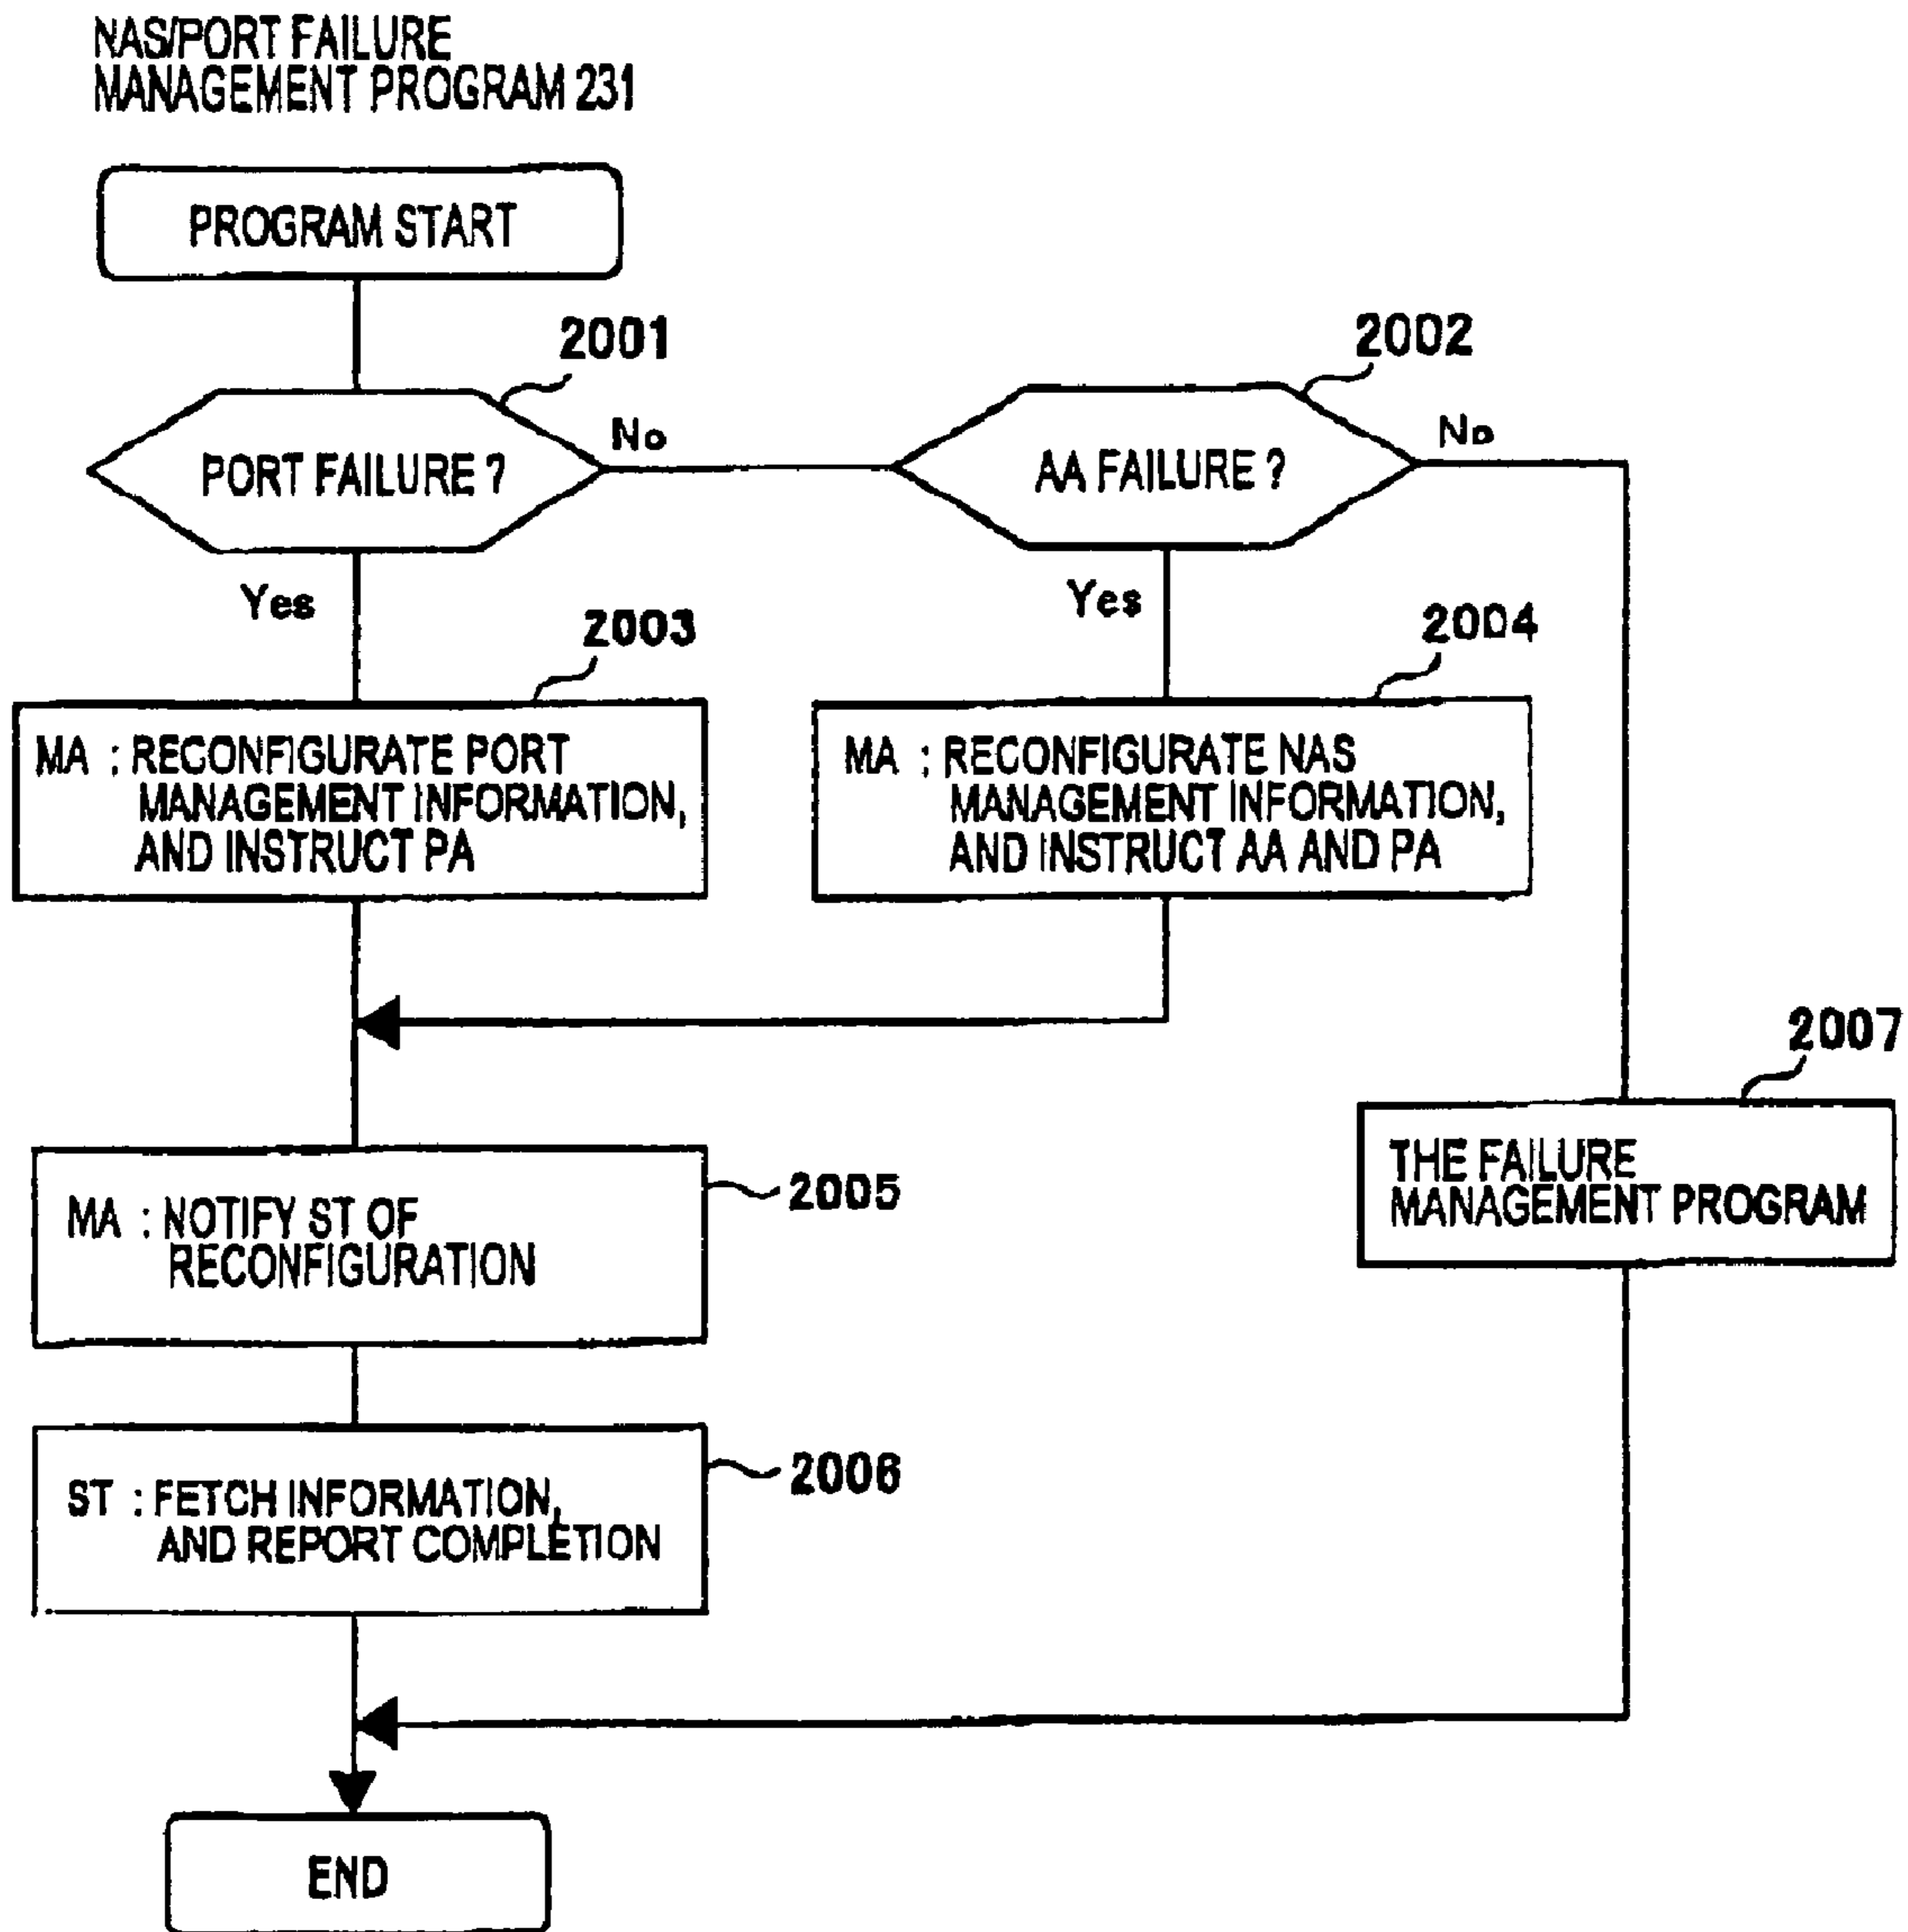 NAS/PORT FAILURE
MANAGEMENT PROGRAM 231
PROGRAM START
2001
2002
PORT FAILURE ?
No
AA FAILURE ?
No
Yes
Yes
2003
2004
MA : RECONFIGURATE PORT
MANAGEMENT INFORMATION,
AND INSTRUCT PA
MA : RECONFIGURATE NAS
MANAGEMENT INFORMATION,
AND INSTRUCT AA AND PA
2007
THE FAILURE
MANAGEMENT PROGRAM
MA : NOTIFY ST OF
RECONFIGURATION
2005
ST : FETCH INFORMATION,
AND REPORT COMPLETION
2006
END